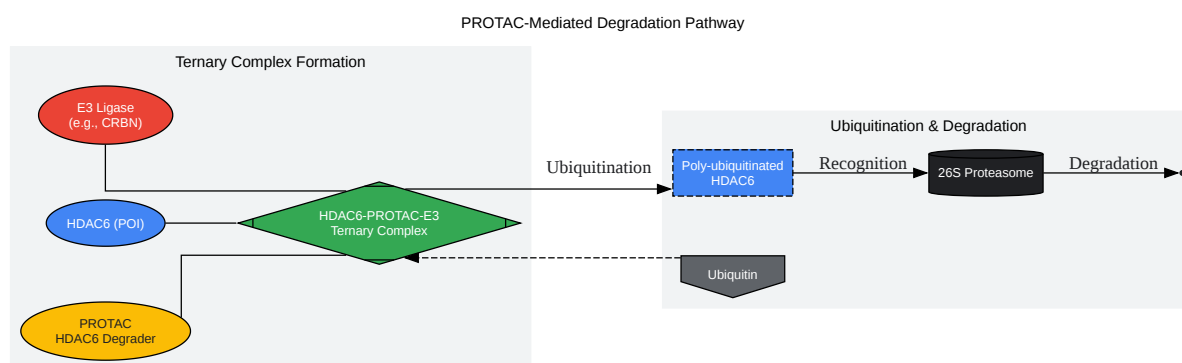 PROTAC-Mediated Degradation Pathway
Ternary Complex Formation
E3 Ligase
(e.g., CRBN)
HDAC6 (POI)
PROTAC
HDAC6 Degrader
HDAC6-PROTAC-E3
Ternary Complex
Ubiquitination
Ubiquitination & Degradation
Poly-ubiquitinated
HDAC6
Recognition
26S Proteasome
Degradation
Ubiquitin